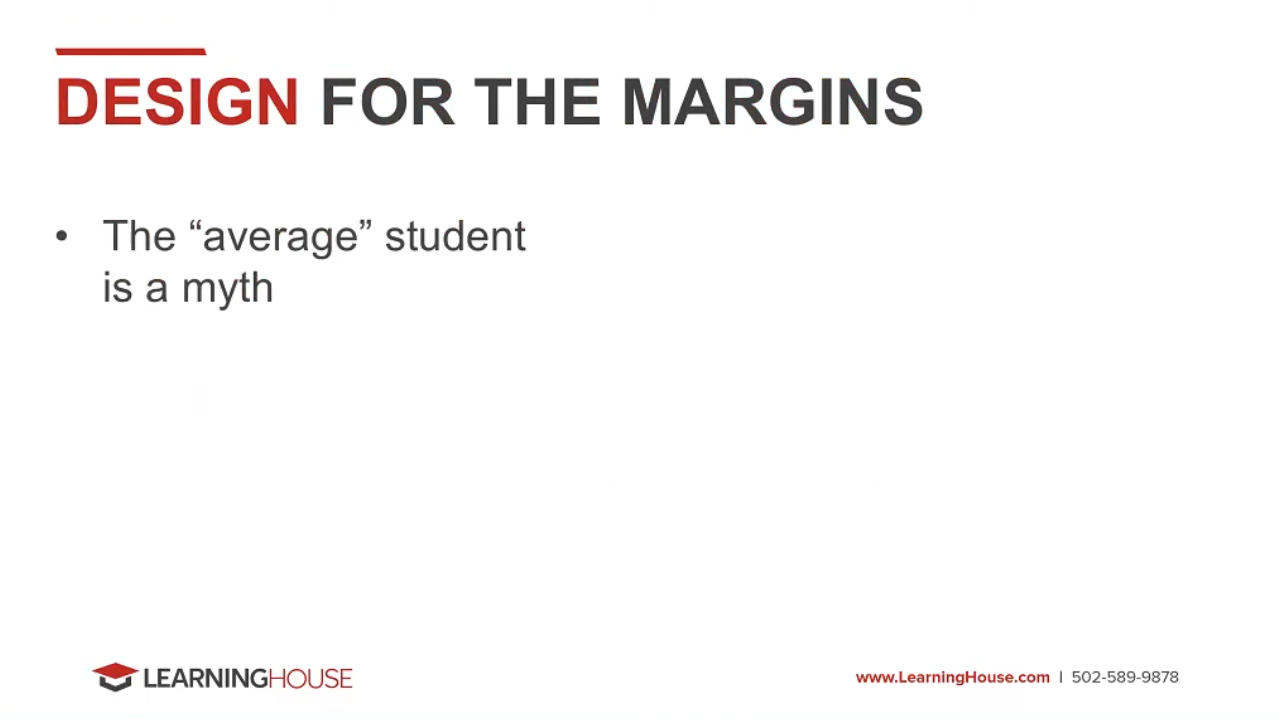 DESIGN FOR THE MARGINS
• The “average” student
is a myth
LEARNINGHOUSE
www.LearningHouse.com | 502-589-9878